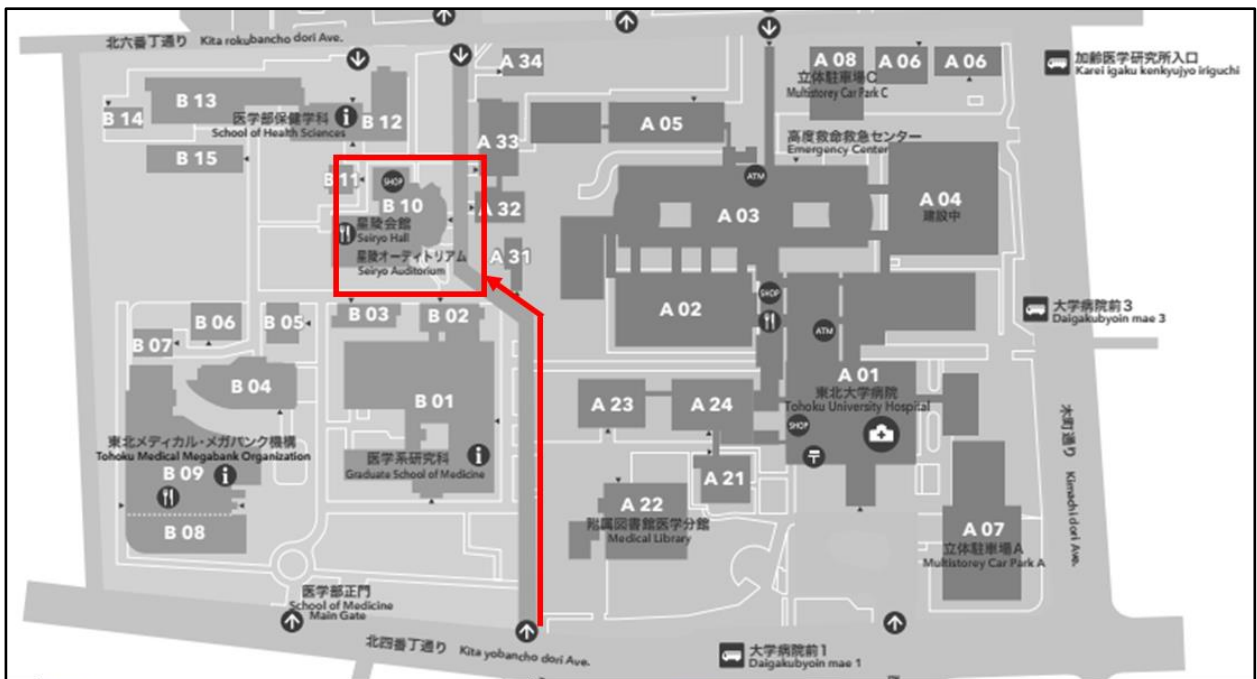 北六番丁通り Kita rokubancho dori Ave.
A 34
A 08
A 06
A 06
立体駐車場C
Multistorey Car Park C
加齢医学研究所入口
Karei igaku kenkyujyo iriguchi
B 13
B 14
医学部保健学科
School of Health Sciences
B 12
B 15
A 33
A 05
高度救命救急センター
Emergency Center
B 11
SHOP
B 10
星陵会館
Seiryo Hall
星陵オーディトリアム
Seiryo Auditorium
A 32
A 31
ATM
A 03
A 04
建設中
A 02
SHOP
ATM
大学病院前3
Daigakubyoin mae 3
B 06
B 05
B 03
B 02
B 07
B 04
B 01
A 23
A 24
A 01
東北大学病院
Tohoku University Hospital
SHOP
東北メディカル・メガバンク機構
Tohoku Medical Megabank Organization
B 09
B 08
医学系研究科
Graduate School of Medicine
A 21
A 22
附属図書館医学分館
Medical Library
A 07
立体駐車場A
Multistorey Car Park A
木町通り Kimachi dori Ave.
医学部正門
School of Medicine
Main Gate
北四番丁通り Kita yobancho dori Ave.
大学病院前1
Daigakubyoin mae 1